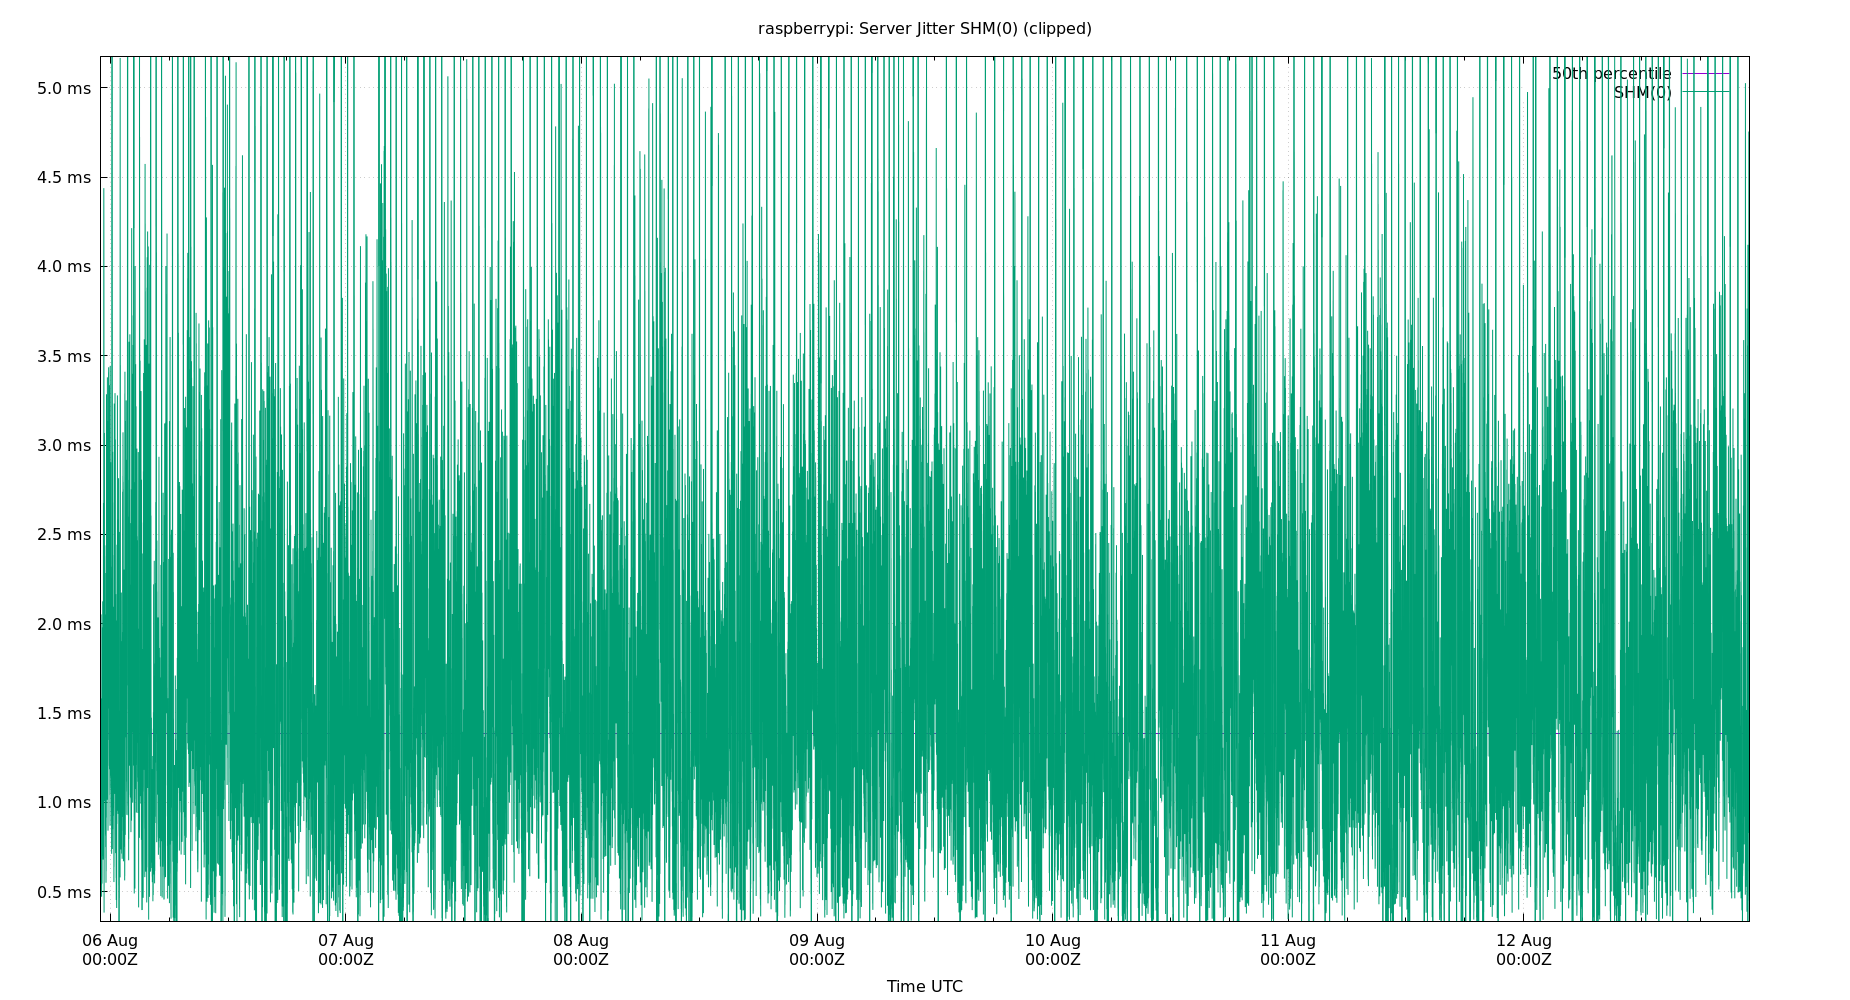 raspberrypi: Server Jitter SHM(0) (clipped)
50th percentile
SHM(0)
5.0 ms
4.5 ms
4.0 ms
3.5 ms
3.0 ms
2.5 ms
2.0 ms
1.5 ms
1.0 ms
0.5 ms
06 Aug 07 Aug 08 Aug 09 Aug 10 Aug 11 Aug 12 Aug
00:00Z 00:00Z 00:00Z 00:00Z 00:00Z 00:00Z 00:00Z
Time UTC